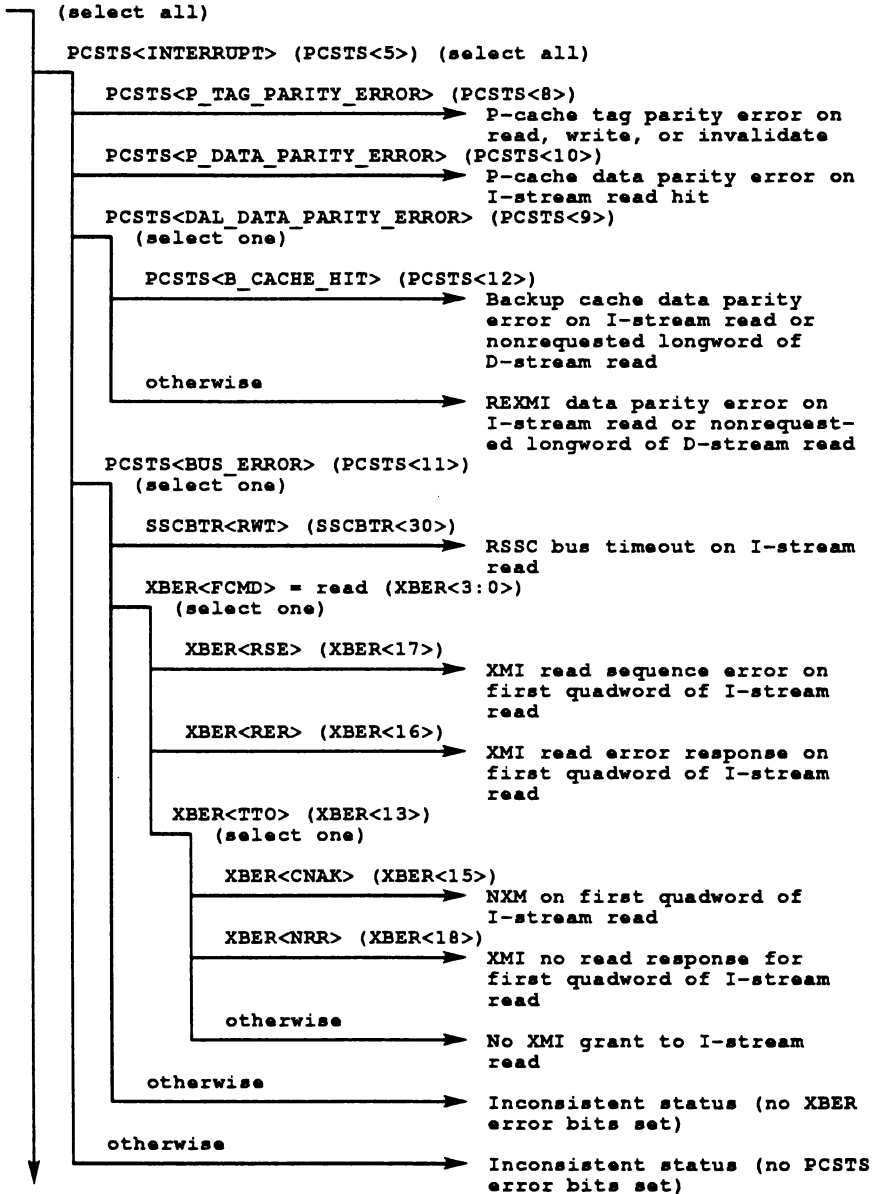 (select all)
PCSTS<INTERRUPT> (PCSTS<5>) (select all)
PCSTS<P_TAG_PARITY_ERROR> (PCSTS<8>)
P-cache tag parity error on
read, write, or invalidate
PCSTS<P_DATA_PARITY_ERROR> (PCSTS<10>)
P-cache data parity error on
I-stream read hit
PCSTS<DAL_DATA_PARITY_ERROR> (PCSTS<9>)
(select one)
PCSTS<B_CACHE_HIT> (PCSTS<12>)
Backup cache data parity
error on I-stream read or
nonrequested longword of
D-stream read
otherwise
REXMI data parity error on
I-stream read or nonrequest-
ed longword of D-stream read
PCSTS<BUS_ERROR> (PCSTS<11>)
(select one)
SSCBTR<RWT> (SSCBTR<30>)
RSSC bus timeout on I-stream
read
XBER<FCMD> = read (XBER<3:0>)
(select one)
XBER<RSE> (XBER<17>)
XMI read sequence error on
first quadword of I-stream
read
XBER<RER> (XBER<16>)
XMI read error response on
first quadword of I-stream
read
XBER<TTO> (XBER<13>)
(select one)
XBER<CNAK> (XBER<15>)
NXM on first quadword of
I-stream read
XBER<NRR> (XBER<18>)
XMI no read response for
first quadword of I-stream
read
otherwise
No XMI grant to I-stream
read
otherwise
Inconsistent status (no XBER
error bits set)
otherwise
Inconsistent status (no PCSTS
error bits set)